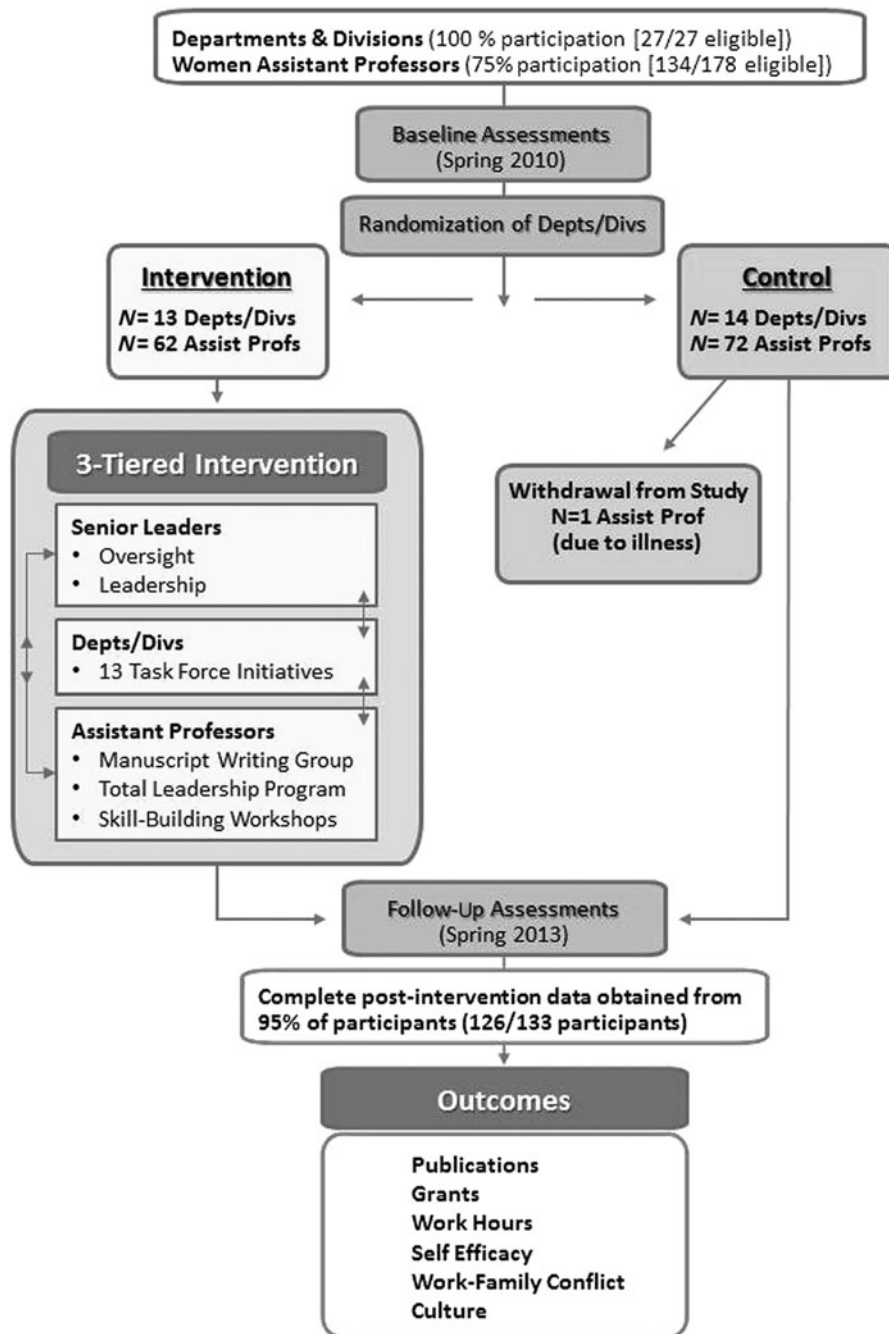 Departments & Divisions (100 % participation [27/27 eligible])
Women Assistant Professors (75% participation [134/178 eligible])
Baseline Assessments
(Spring 2010)
Randomization of Depts/Divs
Intervention
N= 13 Depts/Divs
N= 62 Assist Profs
Control
N= 14 Depts/Divs
N= 72 Assist Profs
3-Tiered Intervention
Senior Leaders
• Oversight
• Leadership
Depts/Divs
• 13 Task Force Initiatives
Assistant Professors
• Manuscript Writing Group
• Total Leadership Program
• Skill-Building Workshops
Withdrawal from Study
N=1 Assist Prof
(due to illness)
Follow-Up Assessments
(Spring 2013)
Complete post-intervention data obtained from
95% of participants (126/133 participants)
Outcomes
Publications
Grants
Work Hours
Self Efficacy
Work-Family Conflict
Culture